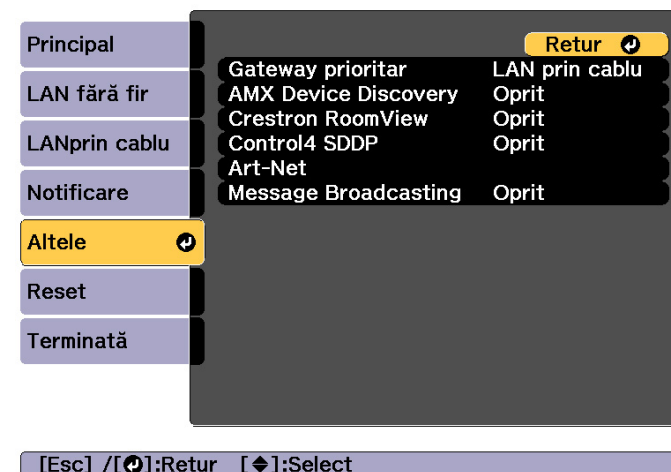 Principal
LAN fără fir
LANprin cablu
Notificare
Altele
Reset
Terminată
Retur
Gateway prioritar LAN prin cablu
AMX Device Discovery Oprit
Crestron RoomView Oprit
Control4 SDDP Oprit
Art-Net
Message Broadcasting Oprit
[Esc] /[⏎]:Retur [◆]:Select